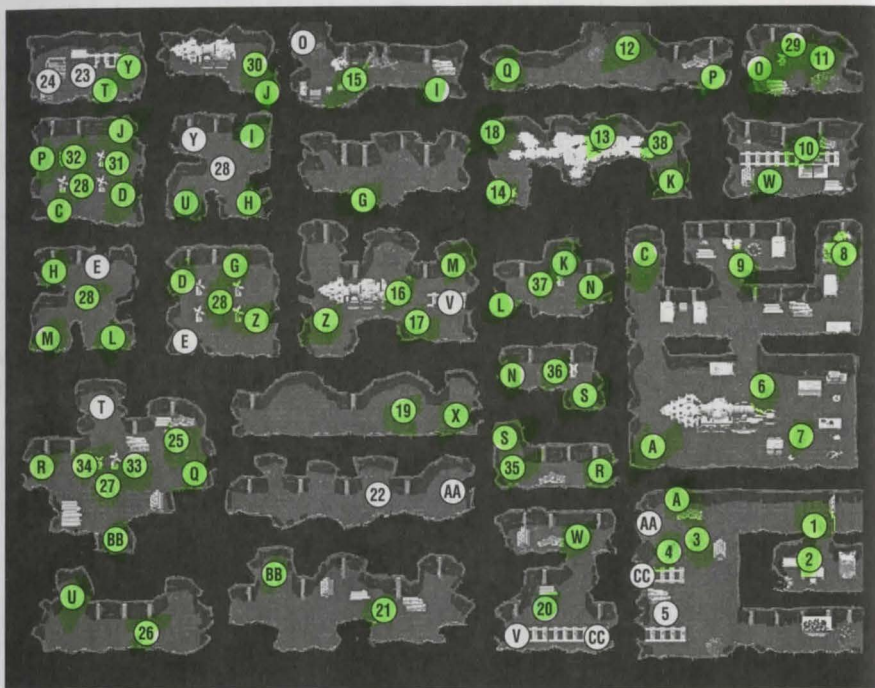 O
12
29
11
24
23
Y
T
30
J
15
I
Q
P
O
J
Y
I
18
13
38
10
P
32
31
28
28
D
C
U
H
G
14
K
W
H
E
28
M
L
D
G
28
Z
E
M
16
V
Z
17
K
37
N
L
C
9
8
N
36
S
6
7
A
T
25
R
34
33
27
Q
BB
19
X
22
AA
S
35
R
A
AA
3
1
4
2
CC
5
W
20
V
CC
U
26
BB
21